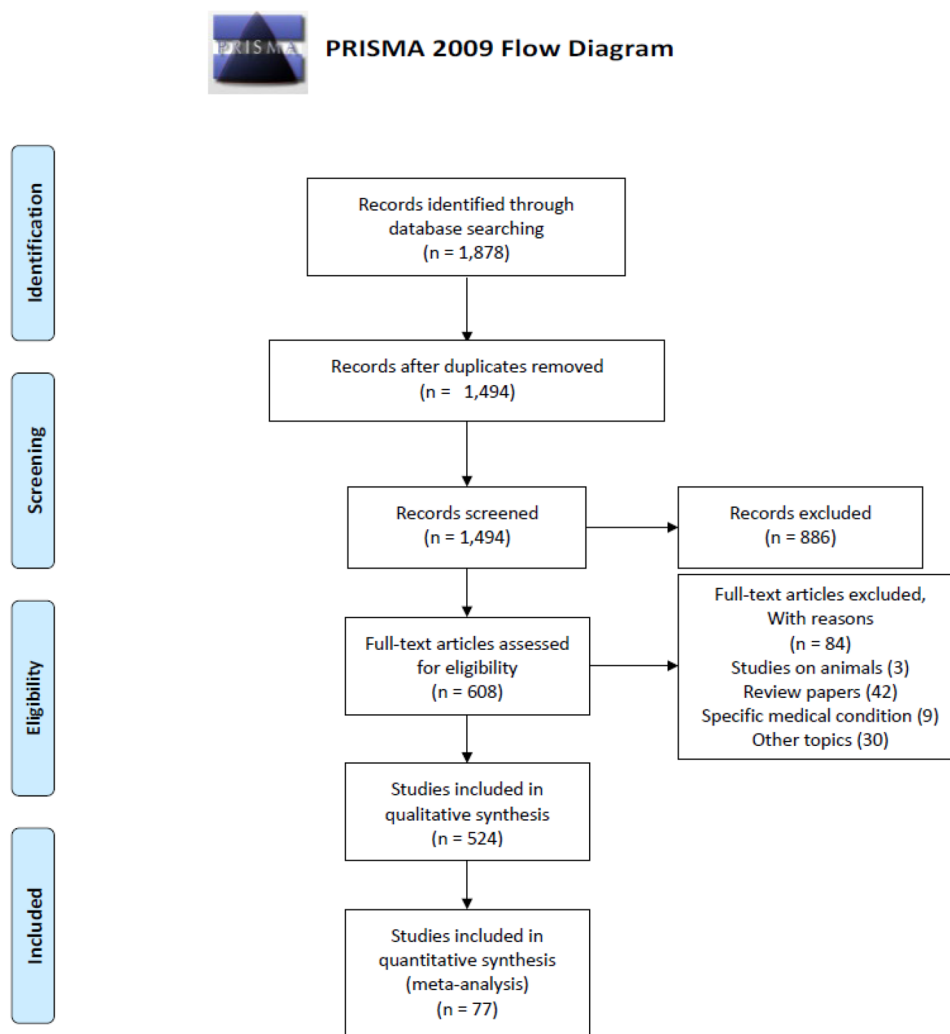 PRISMA
PRISMA 2009 Flow Diagram
Identification
Records identified through
database searching
(n = 1,878)
Records after duplicates removed
(n = 1,494)
Screening
Records screened
(n = 1,494)
Records excluded
(n = 886)
Eligibility
Full-text articles assessed
for eligibility
(n = 608)
Full-text articles excluded,
With reasons
(n = 84)
Studies on animals (3)
Review papers (42)
Specific medical condition (9)
Other topics (30)
Studies included in
qualitative synthesis
(n = 524)
Included
Studies included in
quantitative synthesis
(meta-analysis)
(n = 77)